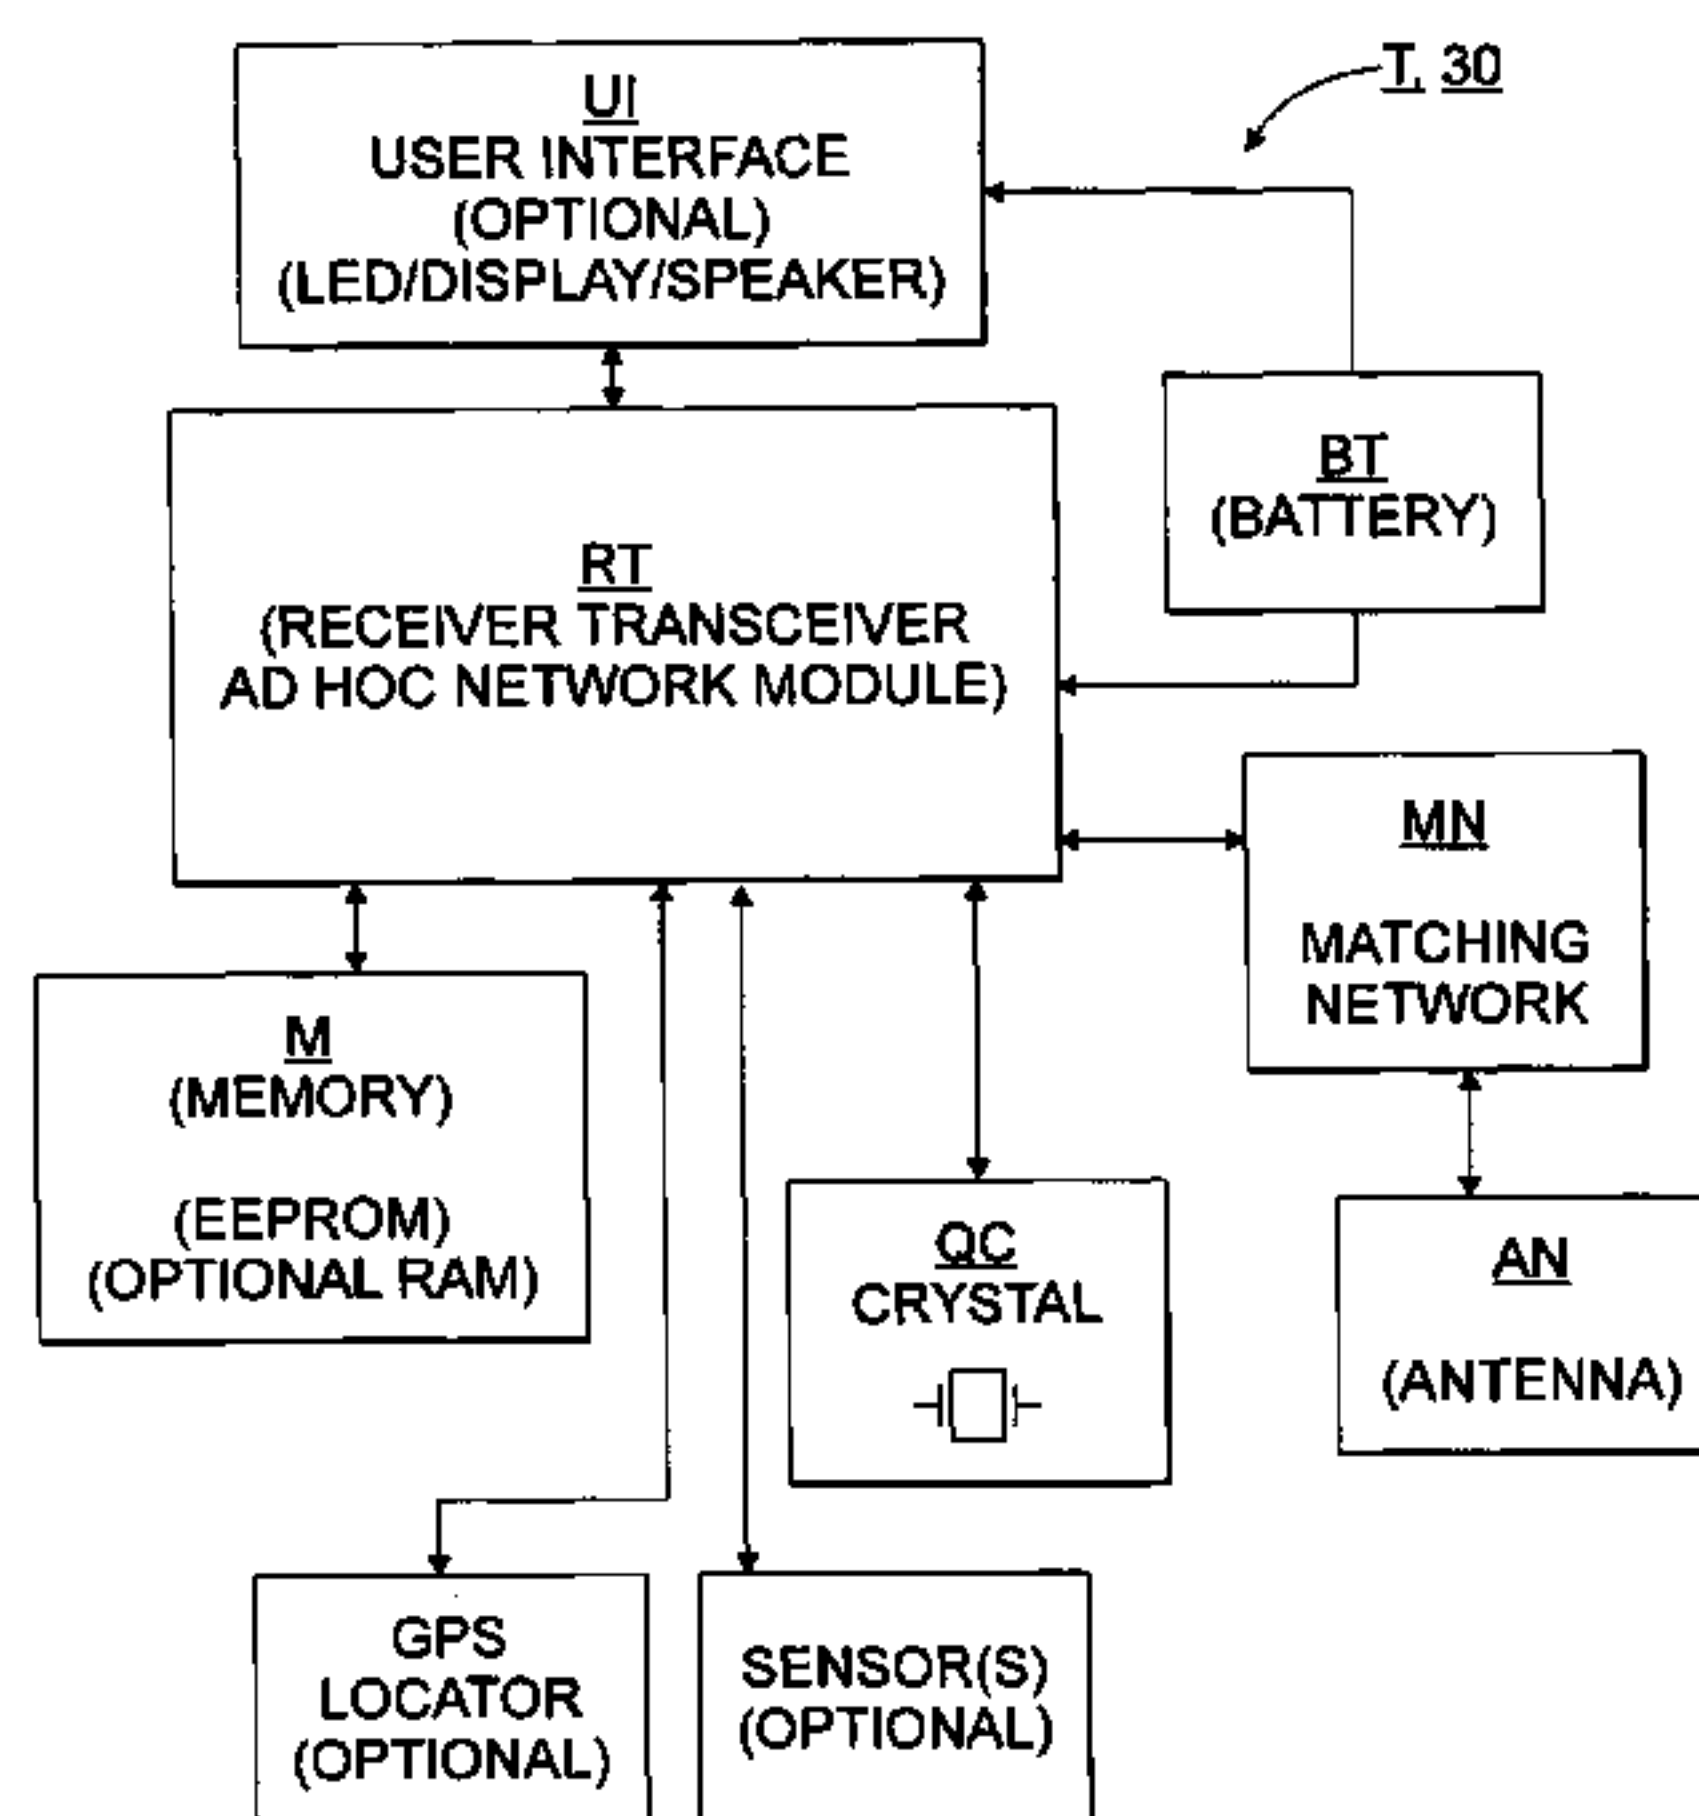 T, 30
UI
USER INTERFACE
(OPTIONAL)
(LED/DISPLAY/SPEAKER)
BT
(BATTERY)
RT
(RECEIVER TRANSCEIVER
AD HOC NETWORK MODULE)
MN
MATCHING
NETWORK
M
(MEMORY)
(EEPROM)
(OPTIONAL RAM)
QC
CRYSTAL
AN
(ANTENNA)
GPS
LOCATOR
(OPTIONAL)
SENSOR(S)
(OPTIONAL)